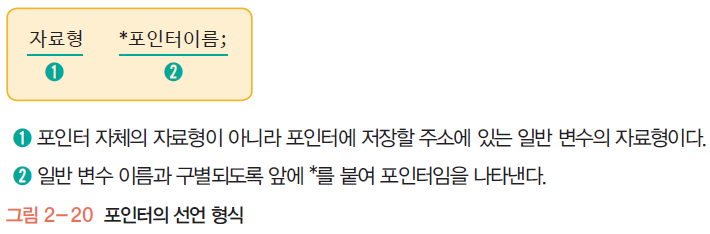 자료형 *포인터이름;
❶ ❷
❶ 포인터 자체의 자료형이 아니라 포인터에 저장할 주소에 있는 일반 변수의 자료형이다.
❷ 일반 변수 이름과 구별되도록 앞에 *를 붙여 포인터임을 나타낸다.
그림 2-20 포인터의 선언 형식